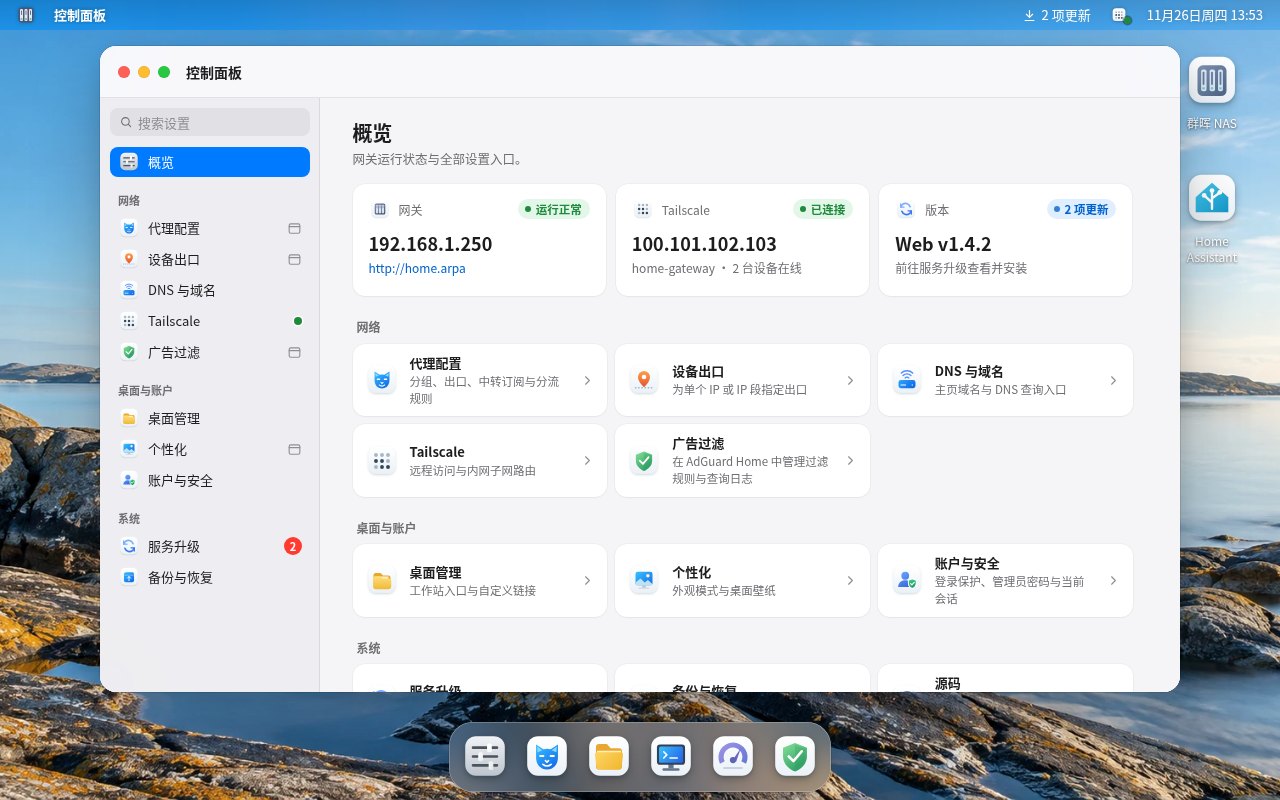 控制面板
2 项更新
11月26日周四 13:53
控制面板
搜索设置
概览
网络
代理配置
设备出口
DNS 与域名
Tailscale
广告过滤
桌面与账户
桌面管理
个性化
账户与安全
系统
服务升级
2
备份与恢复
概览
网关运行状态与全部设置入口。
网关
运行正常
192.168.1.250
http://home.arpa
Tailscale
已连接
100.101.102.103
home-gateway · 2 台设备在线
版本
2 项更新
Web v1.4.2
前往服务升级查看并安装
网络
代理配置
分组、出口、中转订阅与分流
规则
设备出口
为单个 IP 或 IP 段指定出口
DNS 与域名
主页域名与 DNS 查询入口
Tailscale
远程访问与内网子网路由
广告过滤
在 AdGuard Home 中管理过滤
规则与查询日志
桌面与账户
桌面管理
工作站入口与自定义链接
个性化
外观模式与桌面壁纸
账户与安全
登录保护、管理员密码与当前
会话
系统
服务升级
备份与恢复
源码
群晖 NAS
Home
Assistant